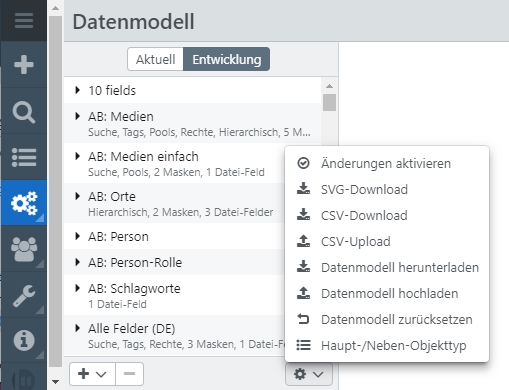 Datenmodell
Aktuell
Entwicklung
10 fields
AB: Medien
Suche, Tags, Pools, Rechte, Hierarchisch, 5 M...
AB: Medien einfach
Suche, Pools, 2 Masken, 1 Datei-Feld
AB: Orte
Hierarchisch, 2 Masken, 3 Datei-Felder
AB: Person
AB: Person-Rolle
AB: Schlagworte
1 Datei-Feld
Alle Felder (DE)
Suche, Tags, Rechte, 3 Masken, 1 Datei-Fel
Änderungen aktivieren
SVG-Download
CSV-Download
CSV-Upload
Datenmodell herunterladen
Datenmodell hochladen
Datenmodell zurücksetzen
Haupt-/Neben-Objekttyp